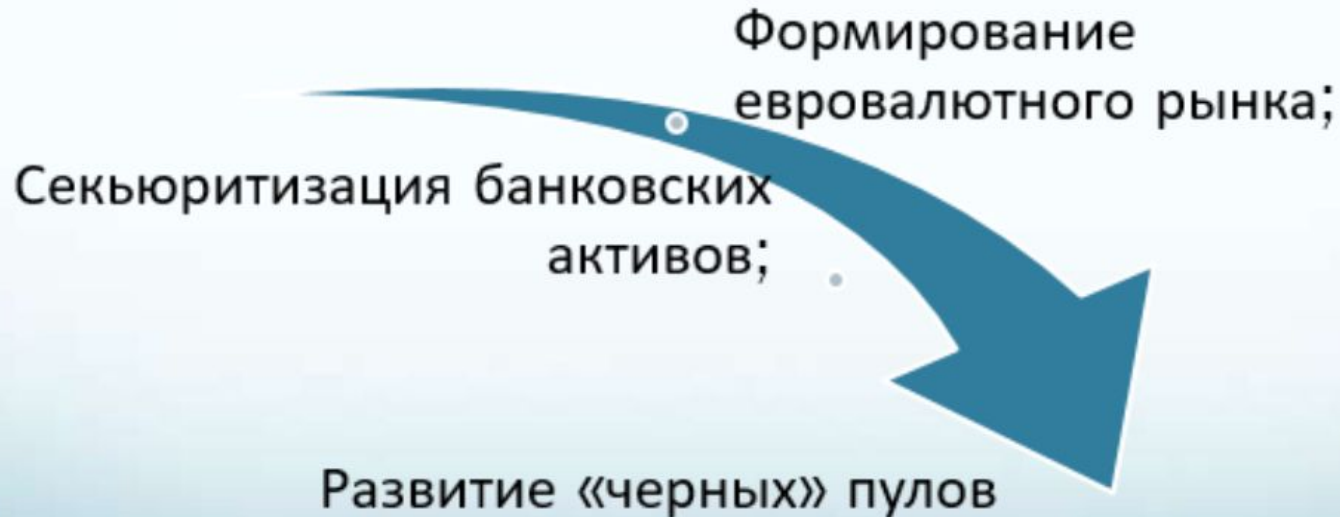 Формирование
евровалютного рынка;
Секьюритизация банковских
активов;
Развитие «черных» пулов